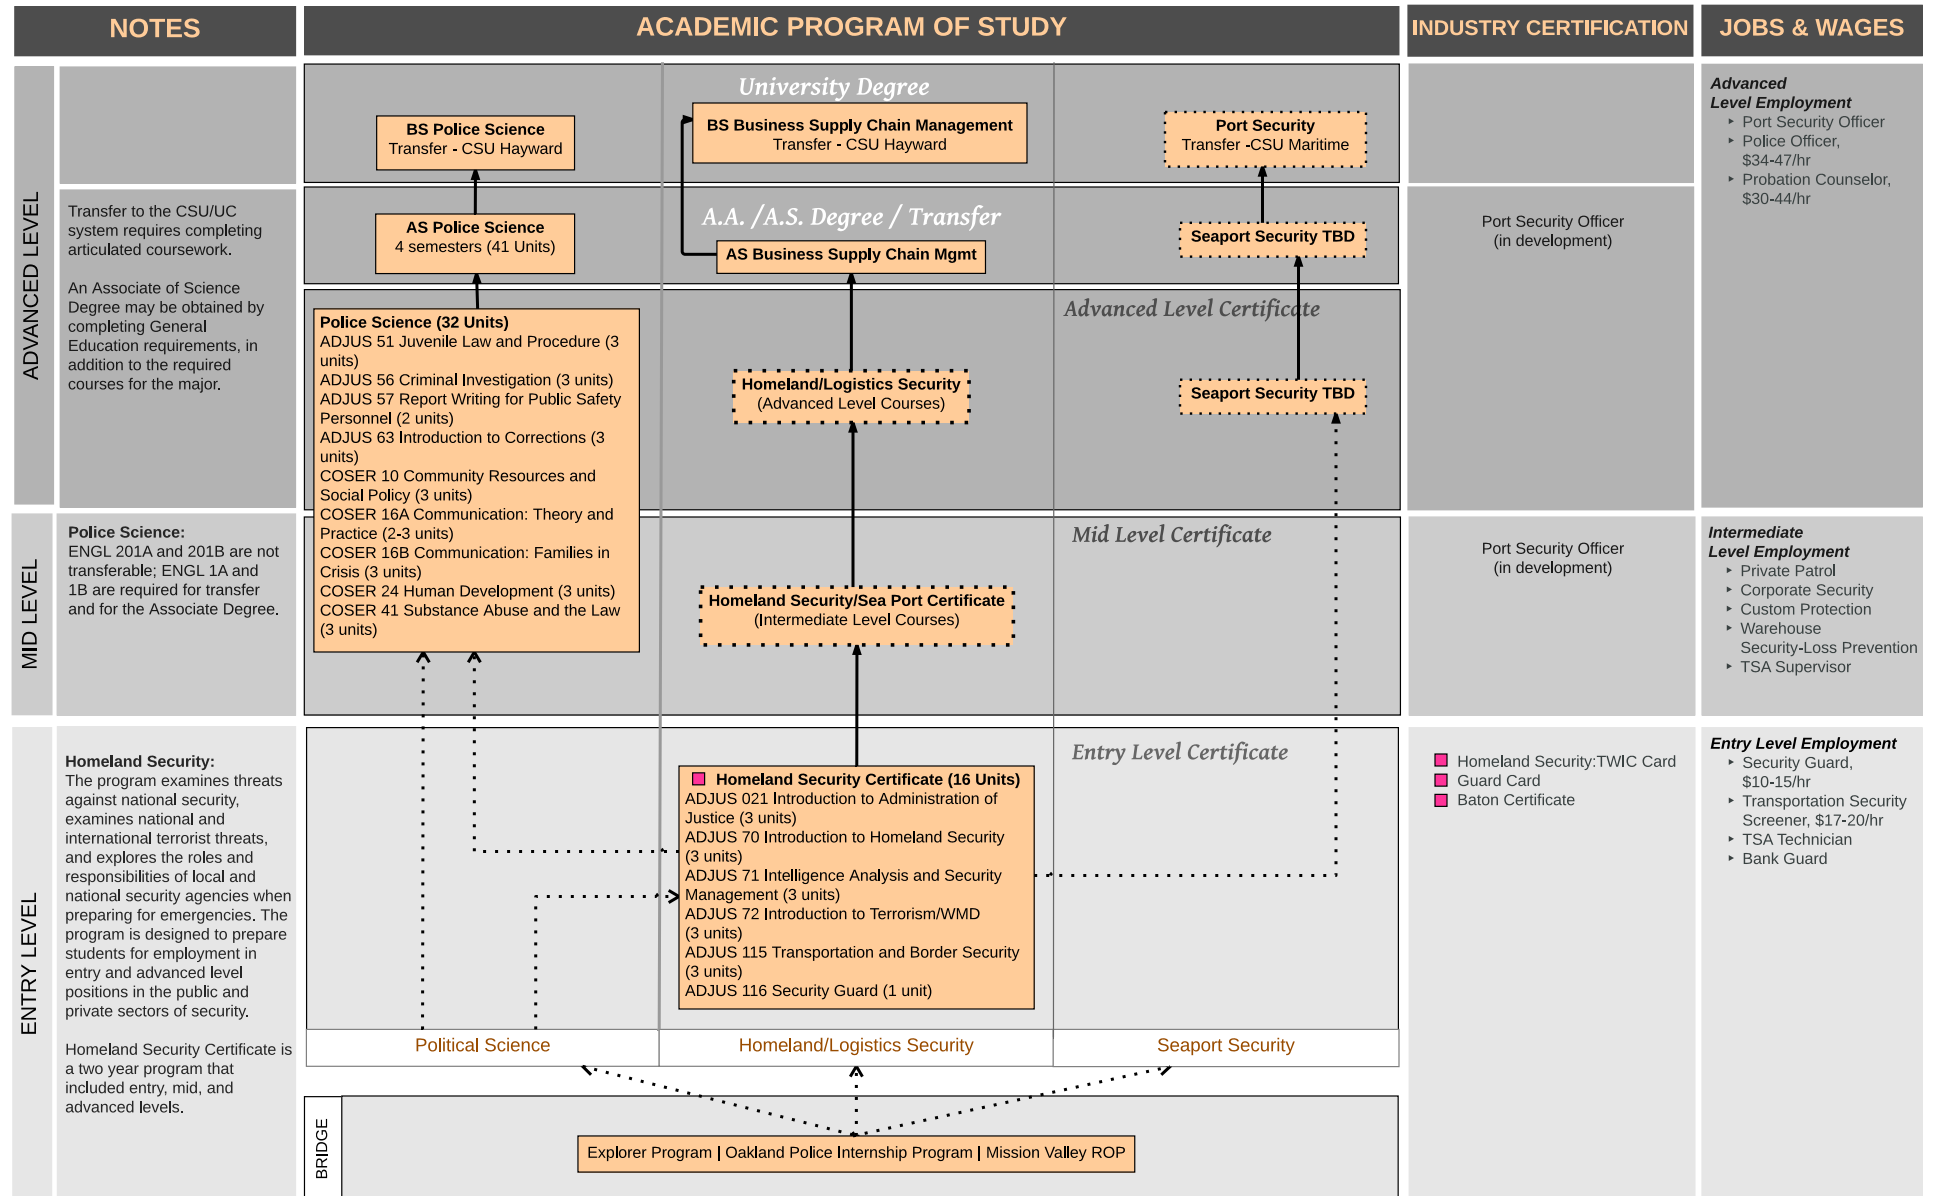 NOTES
ACADEMIC PROGRAM OF STUDY
INDUSTRY CERTIFICATION
JOBS & WAGES
ADVANCED LEVEL
Transfer to the CSU/UC
system requires completing
articulated coursework.
An Associate of Science
Degree may be obtained by
completing General
Education requirements, in
addition to the required
courses for the major.
University Degree
BS Police Science
Transfer - CSU Hayward
BS Business Supply Chain Management
Transfer - CSU Hayward
Port Security
Transfer -CSU Maritime
A.A. /A.S. Degree / Transfer
AS Police Science
4 semesters (41 Units)
AS Business Supply Chain Mgmt
Seaport Security TBD
Advanced Level Certificate
Police Science (32 Units)
ADJUS 51 Juvenile Law and Procedure (3
units)
ADJUS 56 Criminal Investigation (3 units)
ADJUS 57 Report Writing for Public Safety
Personnel (2 units)
ADJUS 63 Introduction to Corrections (3
units)
COSER 10 Community Resources and
Social Policy (3 units)
COSER 16A Communication: Theory and
Practice (2-3 units)
COSER 16B Communication: Families in
Crisis (3 units)
COSER 24 Human Development (3 units)
COSER 41 Substance Abuse and the Law
(3 units)
Homeland/Logistics Security
(Advanced Level Courses)
Seaport Security TBD
Port Security Officer
(in development)
Advanced
Level Employment
‣ Port Security Officer
‣ Police Officer,
$34-47/hr
‣ Probation Counselor,
$30-44/hr
MID LEVEL
Police Science:
ENGL 201A and 201B are not
transferable; ENGL 1A and
1B are required for transfer
and for the Associate Degree.
Mid Level Certificate
Homeland Security/Sea Port Certificate
(Intermediate Level Courses)
Port Security Officer
(in development)
Intermediate
Level Employment
‣ Private Patrol
‣ Corporate Security
‣ Custom Protection
‣ Warehouse
Security-Loss Prevention
‣ TSA Supervisor
ENTRY LEVEL
Homeland Security:
The program examines threats
against national security,
examines national and
international terrorist threats,
and explores the roles and
responsibilities of local and
national security agencies when
preparing for emergencies. The
program is designed to prepare
students for employment in
entry and advanced level
positions in the public and
private sectors of security.
Homeland Security Certificate is
a two year program that
included entry, mid, and
advanced levels.
Entry Level Certificate
Homeland Security Certificate (16 Units)
ADJUS 021 Introduction to Administration of
Justice (3 units)
ADJUS 70 Introduction to Homeland Security
(3 units)
ADJUS 71 Intelligence Analysis and Security
Management (3 units)
ADJUS 72 Introduction to Terrorism/WMD
(3 units)
ADJUS 115 Transportation and Border Security
(3 units)
ADJUS 116 Security Guard (1 unit)
Homeland Security:TWIC Card
Guard Card
Baton Certificate
Entry Level Employment
‣ Security Guard,
$10-15/hr
‣ Transportation Security
Screener, $17-20/hr
‣ TSA Technician
‣ Bank Guard
Political Science
Homeland/Logistics Security
Seaport Security
BRIDGE
Explorer Program | Oakland Police Internship Program | Mission Valley ROP